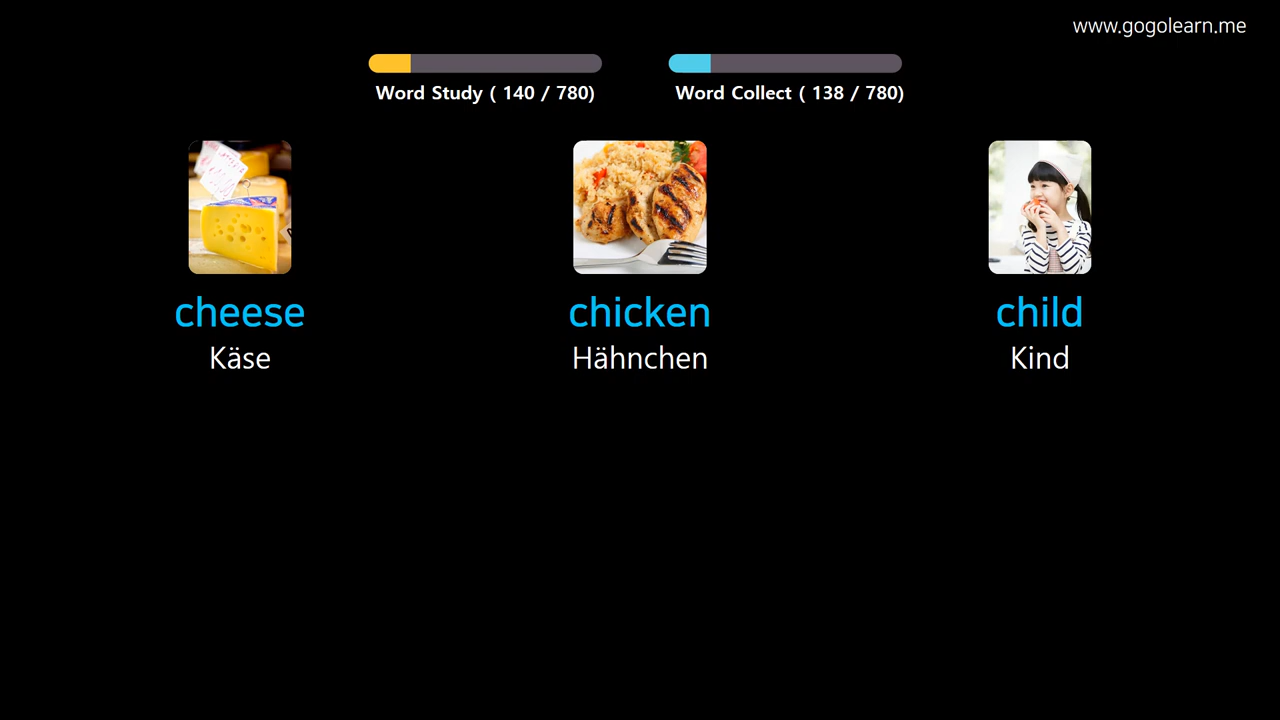 www.gogolearn.me
Word Study ( 140 / 780)
Word Collect ( 138 / 780)
cheese
Käse
chicken
Hähnchen
child
Kind